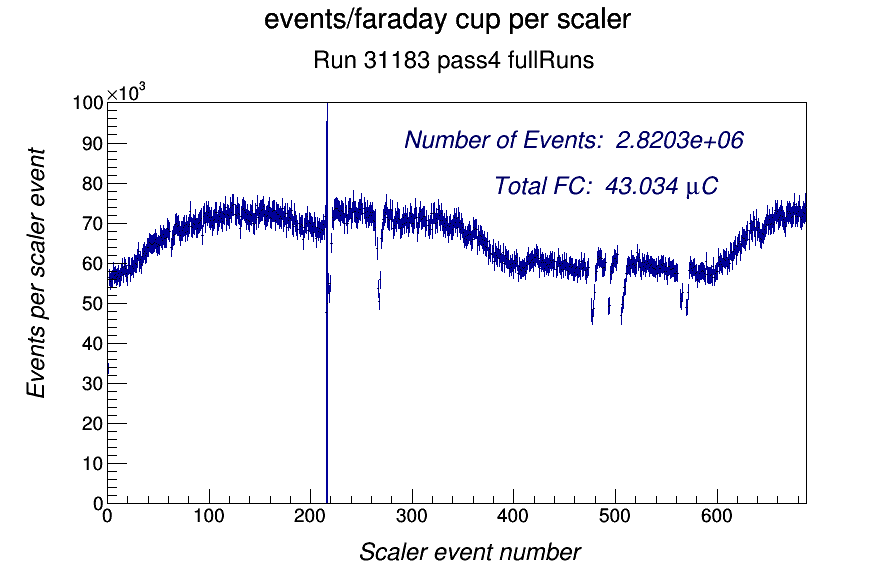 events/faraday cup per scaler
Run 31183 pass4 fullRuns
×10³
100
90
80
70
60
50
40
30
20
10
0
Number of Events: 2.8203e+06
Total FC: 43.034 μC
Events per scaler event
0 100 200 300 400 500 600
Scaler event number